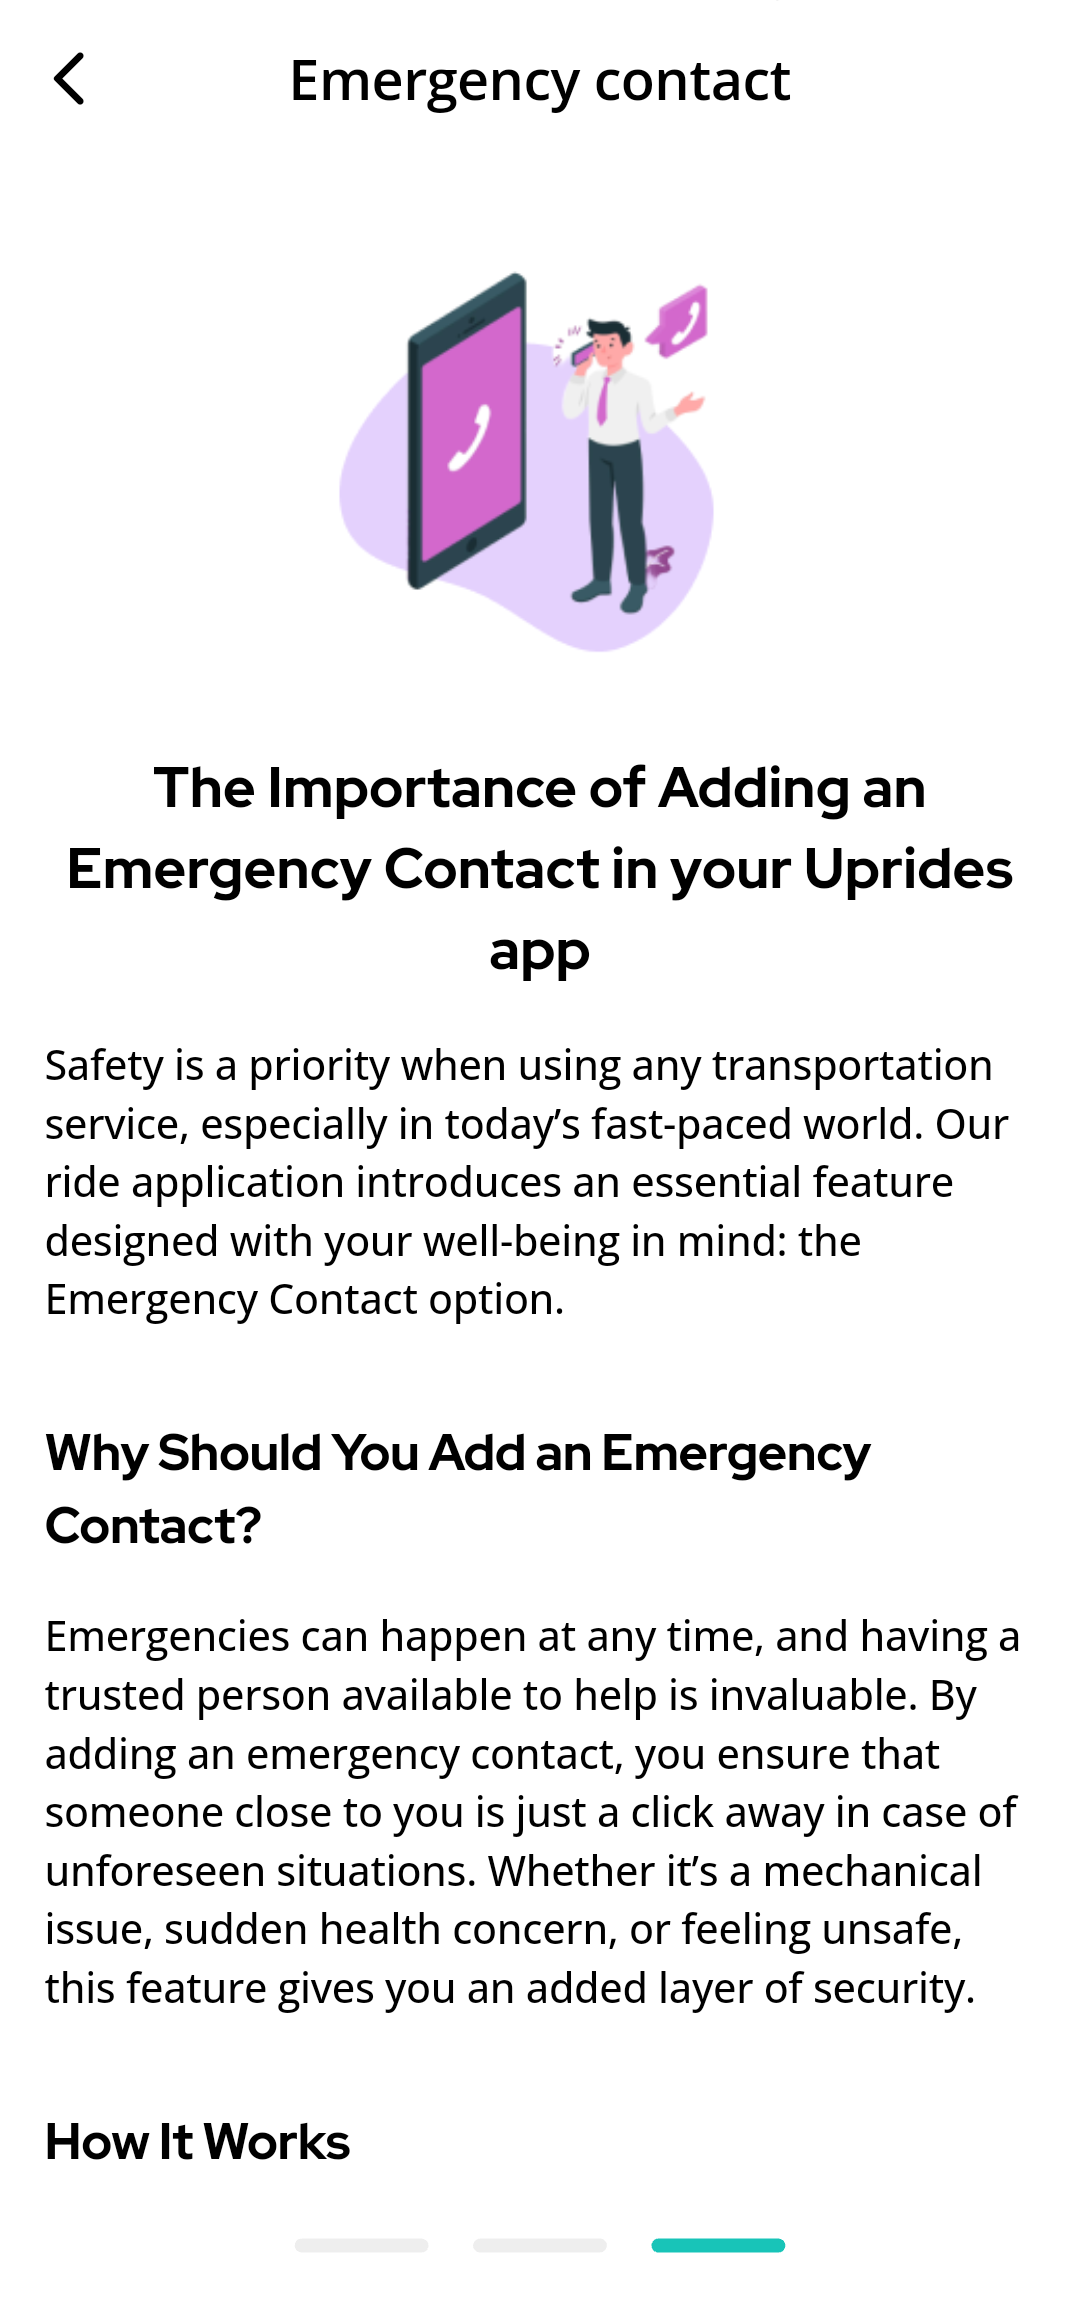 Emergency contact
The Importance of Adding an
Emergency Contact in your Uprides
app
Safety is a priority when using any transportation
service, especially in today’s fast-paced world. Our
ride application introduces an essential feature
designed with your well-being in mind: the
Emergency Contact option.
Why Should You Add an Emergency
Contact?
Emergencies can happen at any time, and having a
trusted person available to help is invaluable. By
adding an emergency contact, you ensure that
someone close to you is just a click away in case of
unforeseen situations. Whether it’s a mechanical
issue, sudden health concern, or feeling unsafe,
this feature gives you an added layer of security.
How It Works